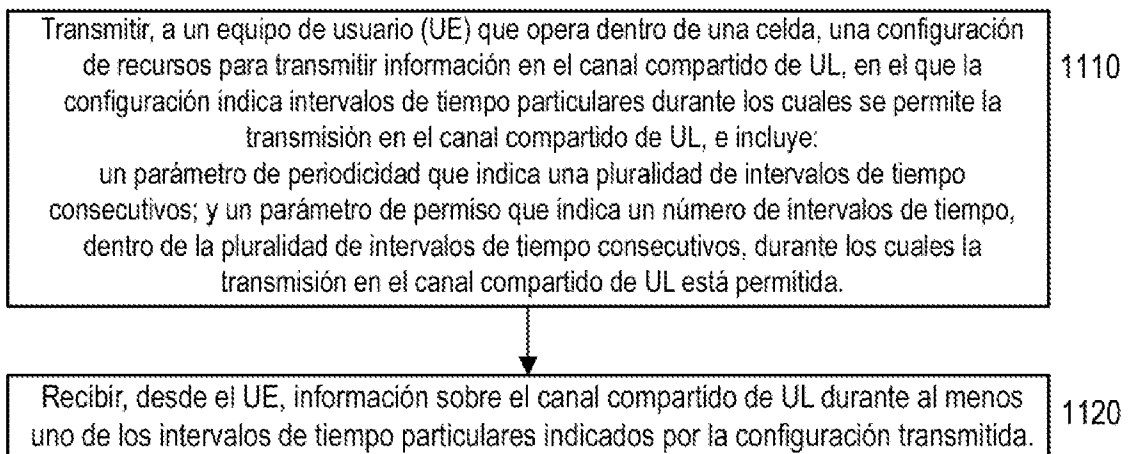 Transmitir, a un equipo de usuario (UE) que opera dentro de una celda, una configuración
de recursos para transmitir información en el canal compartido de UL, en el que la
configuración indica intervalos de tiempo particulares durante los cuales se permite la
transmisión en el canal compartido de UL, e incluye:
un parámetro de periodicidad que indica una pluralidad de intervalos de tiempo
consecutivos; y un parámetro de permiso que indica un número de intervalos de tiempo,
dentro de la pluralidad de intervalos de tiempo consecutivos, durante los cuales la
transmisión en el canal compartido de UL está permitida.
1110
Recibir, desde el UE, información sobre el canal compartido de UL durante al menos
uno de los intervalos de tiempo particulares indicados por la configuración transmitida.
1120